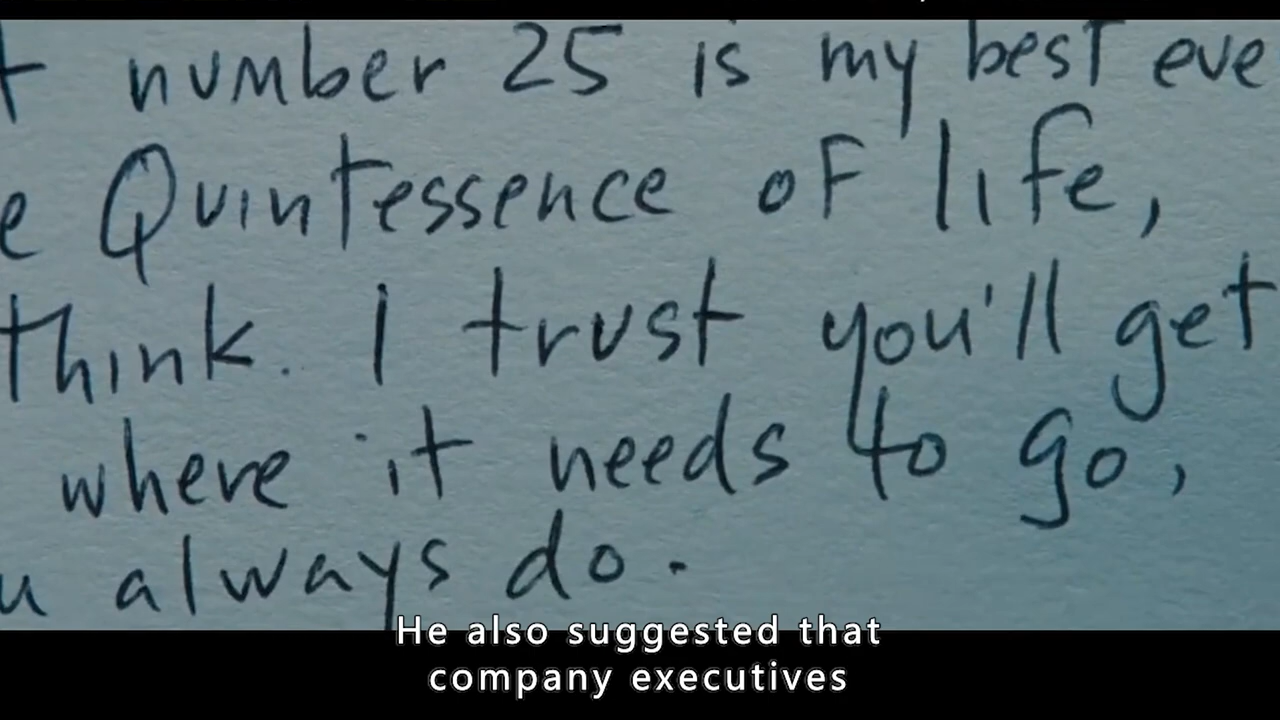 number 25 is my best eve
e Quintessence of life,
think. I trust you'll get
where it needs to go,
u always do.
He also suggested that
company executives